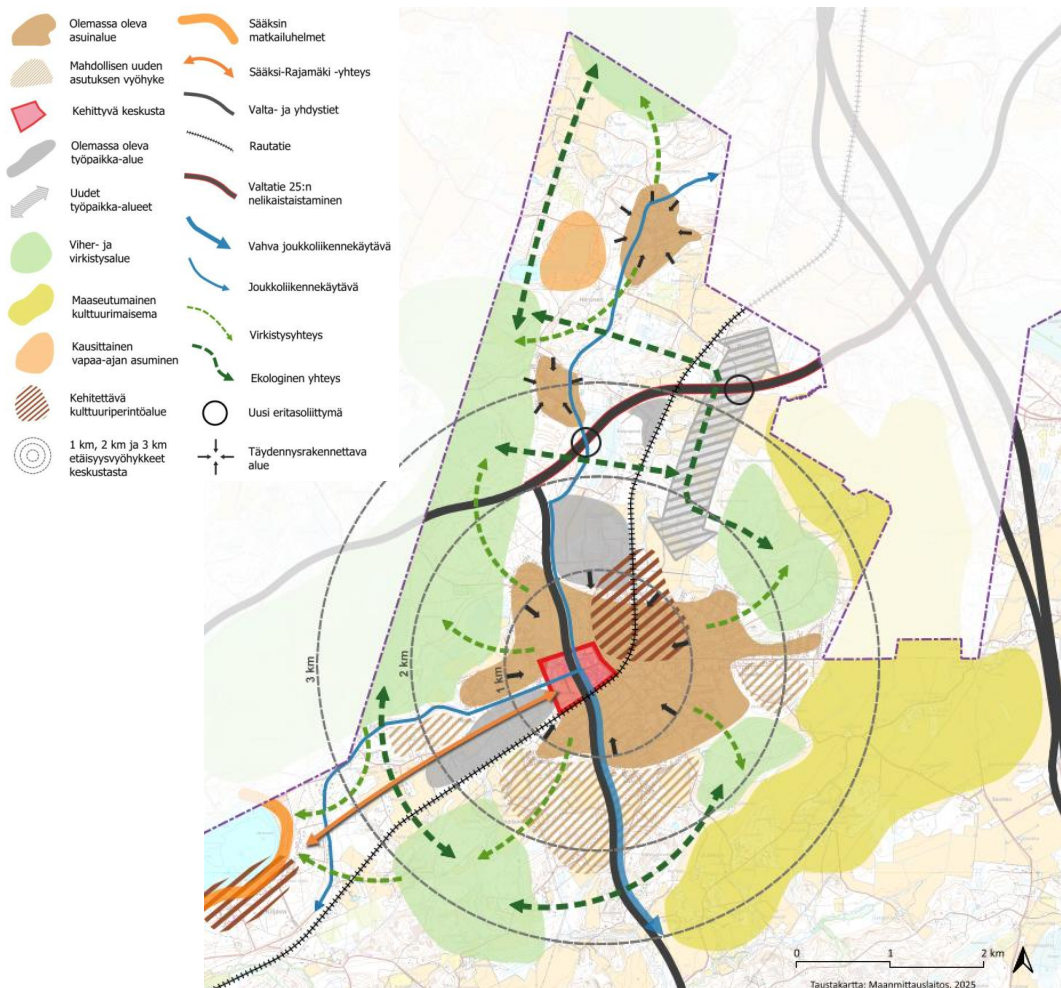 Olemassa oleva
asuinalue
Mahdollisen uuden
asutuksen vyöhyke
Kehittyvä keskusta
Olemassa oleva
työpaikka-alue
Uudet
työpaikka-alueet
Viher- ja
virkistysalue
Maaseutumainen
kulttuurimaisema
Kausittainen
vapaa-ajan asuminen
Kehitettävä
kulttuuriperintöalue
1 km, 2 km ja 3 km
etäisyysvyöhykkeet
keskustasta
Sääksin
matkailuhelmet
Sääksi-Rajamäki -yhteys
Valta- ja yhdystiet
Rautatie
Valtatie 25:n
nelikaistaistaminen
Vahva joukkoliikennekäytävä
Joukkoliikennekäytävä
Virkistysyhteys
Ekologinen yhteys
Uusi eritasoliittymä
Täydennysrakennettava
alue
3 km
2 km
1 km
0 1 2 km
Taustakartta: Maanmittauslaitos, 2025